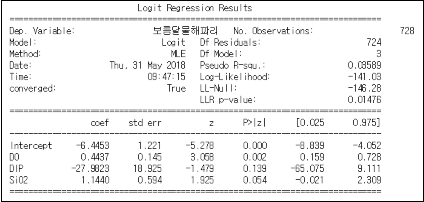 Logit Regression Results
Dep. Variable: 보름달물해파리 No. Observations: 728
Model: Logit Df Residuals: 724
Method: MLE Df Model: 3
Date: Thu, 31 May 2018 Pseudo R-squ.: 0.03589
Time: 09:47:15 Log-Likelihood: -141.03
converged: True LL-Null: -146.28
LLR p-value: 0.01476
coef std err z P>|z| [0.025 0.975]
Intercept -6.4453 1.221 -5.278 0.000 -8.839 -4.052
DO 0.4437 0.145 3.058 0.002 0.159 0.728
DIP -27.9823 18.925 -1.479 0.139 -65.075 9.111
SiO2 1.1440 0.594 1.925 0.054 -0.021 2.309